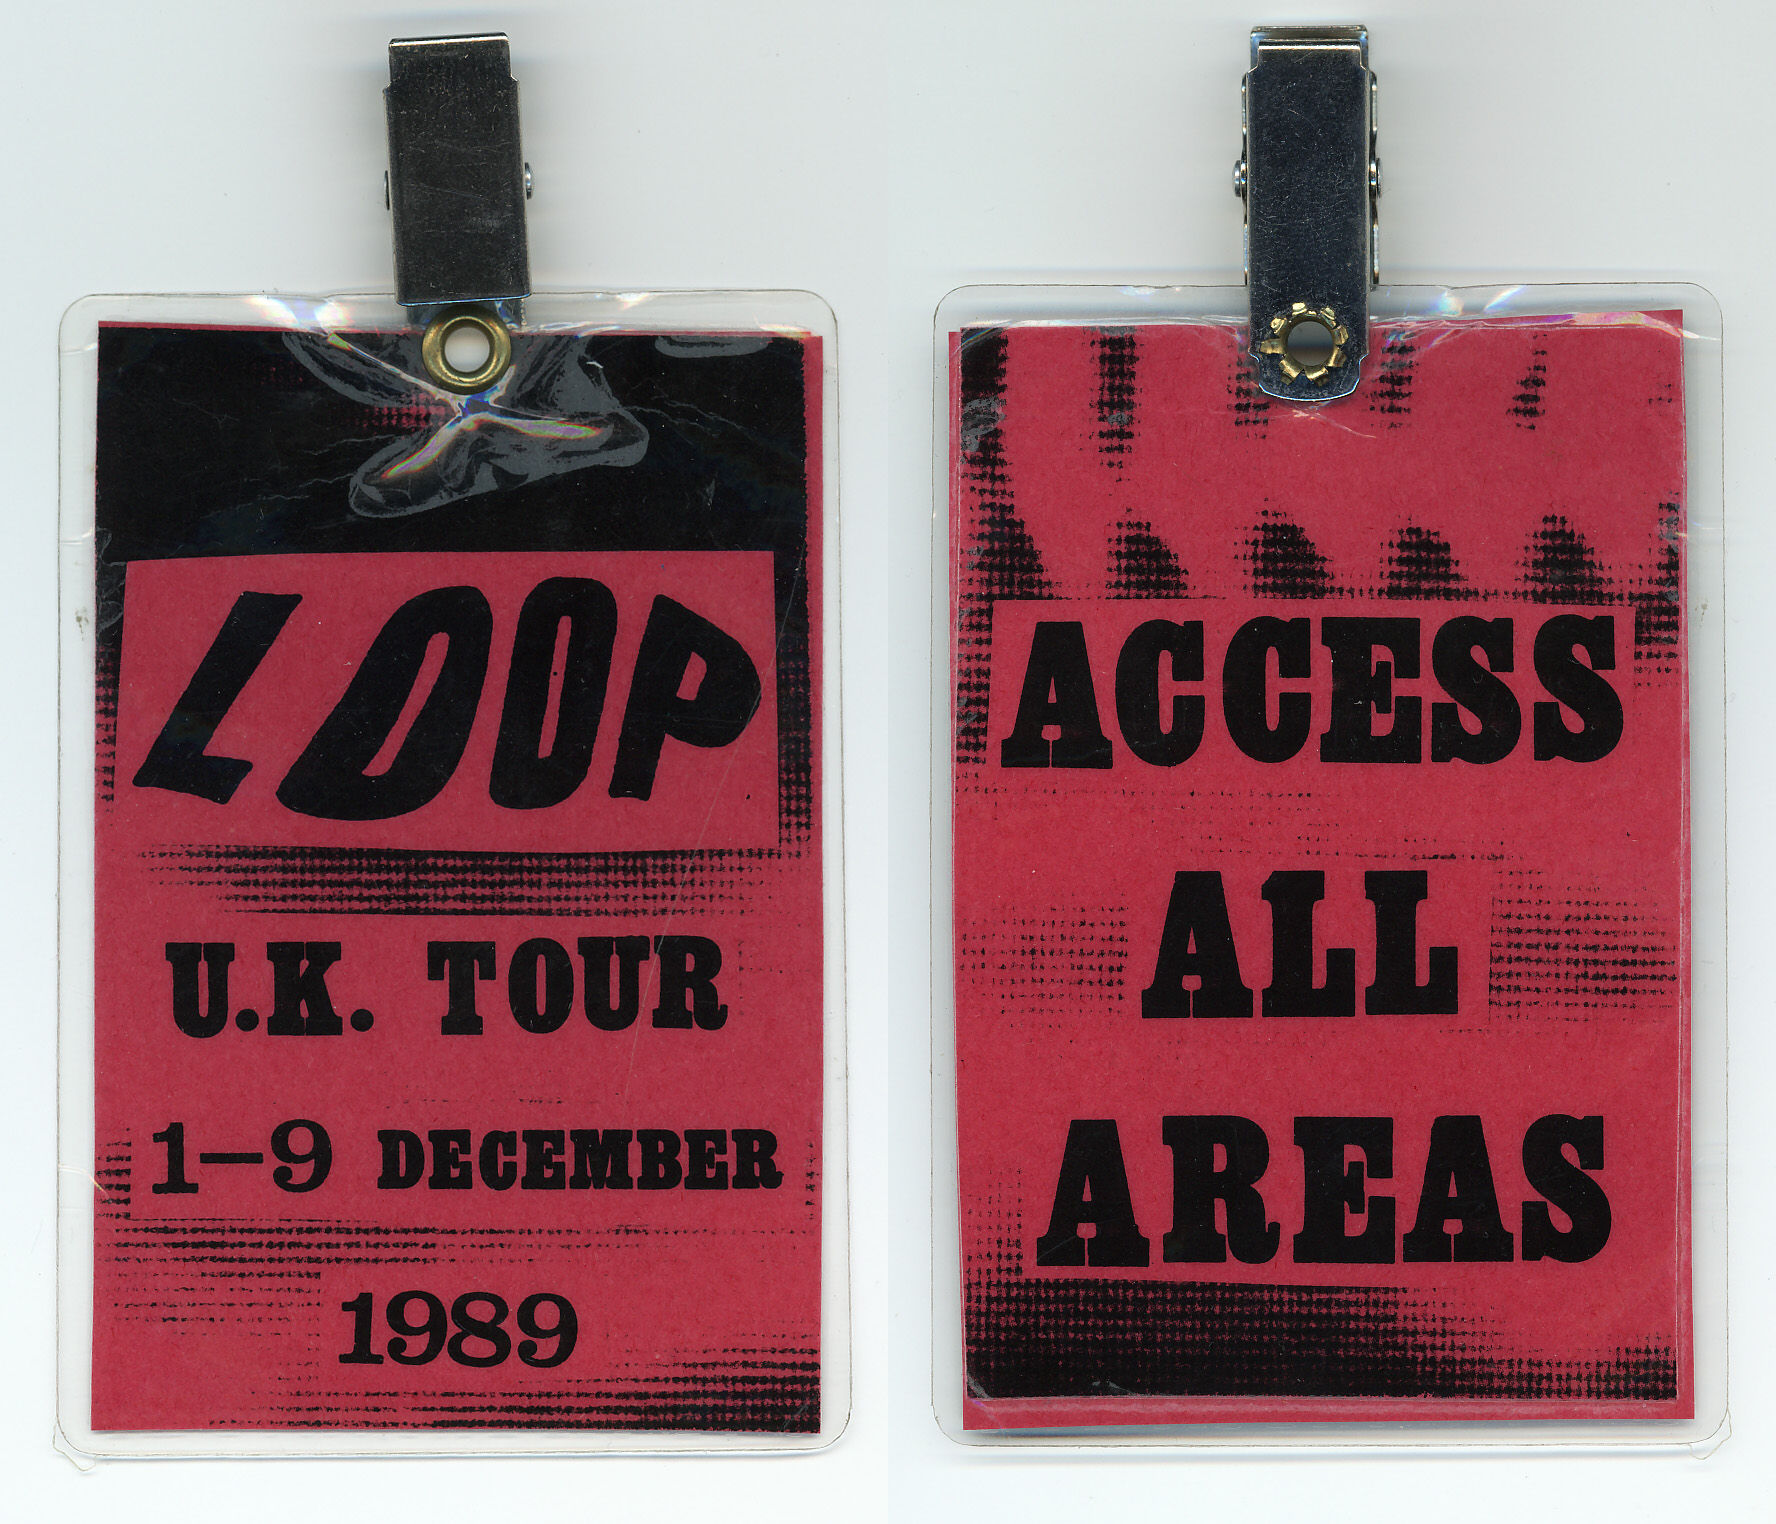 LOOP
U.K. TOUR
1–9 DECEMBER
1989
ACCESS
ALL
AREAS